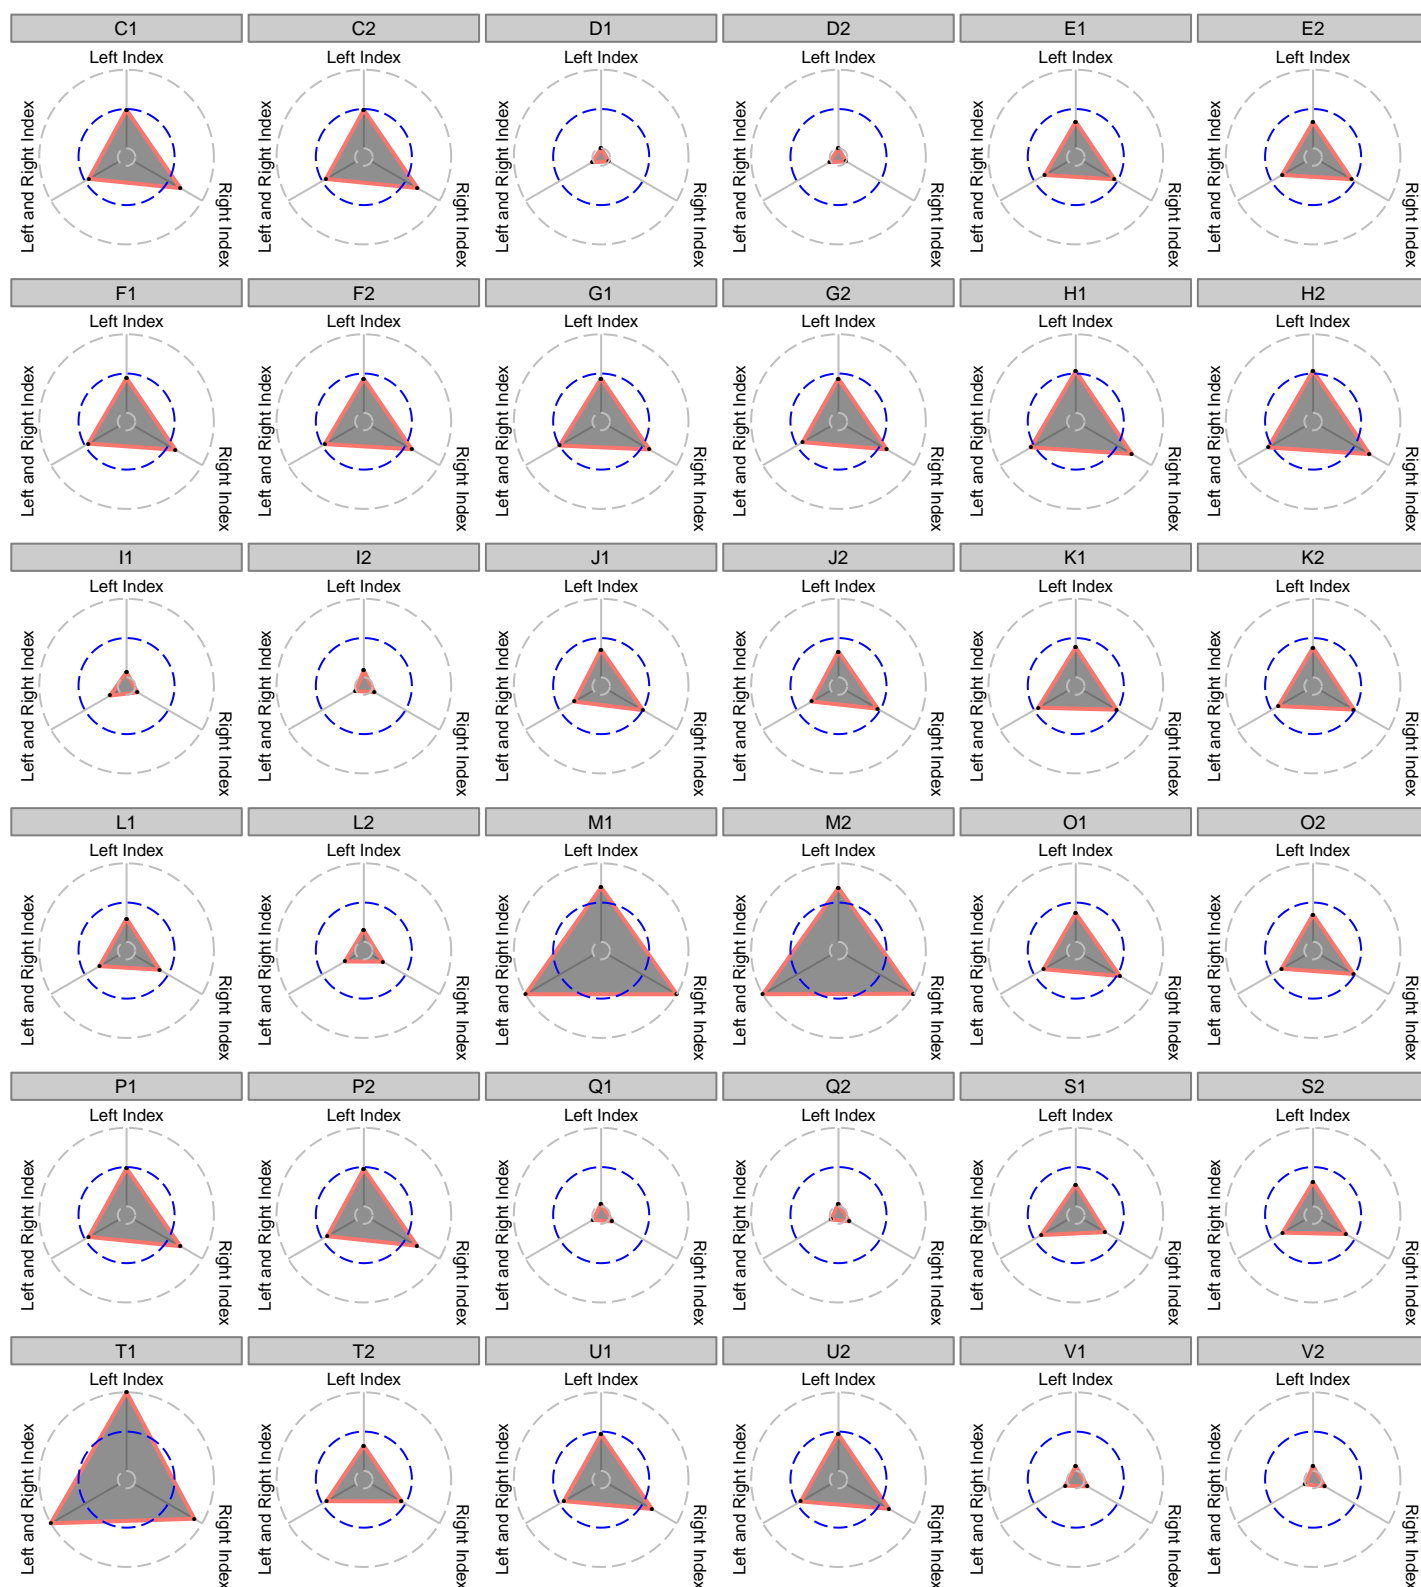 C1 C2 D1 D2 E1 E2
Left Index Left Index Left Index Left Index Left Index Left Index
Left and Right Index Right Index Left and Right Index Right Index Left and Right Index Right Index Left and Right Index Right Index Left and Right Index Right Index Left and Right Index Right Index
F1 F2 G1 G2 H1 H2
Left Index Left Index Left Index Left Index Left Index Left Index
Left and Right Index Right Index Left and Right Index Right Index Left and Right Index Right Index Left and Right Index Right Index Left and Right Index Right Index Left and Right Index Right Index
I1 I2 J1 J2 K1 K2
Left Index Left Index Left Index Left Index Left Index Left Index
Left and Right Index Right Index Left and Right Index Right Index Left and Right Index Right Index Left and Right Index Right Index Left and Right Index Right Index Left and Right Index Right Index
L1 L2 M1 M2 O1 O2
Left Index Left Index Left Index Left Index Left Index Left Index
Left and Right Index Right Index Left and Right Index Right Index Left and Right Index Right Index Left and Right Index Right Index Left and Right Index Right Index Left and Right Index Right Index
P1 P2 Q1 Q2 S1 S2
Left Index Left Index Left Index Left Index Left Index Left Index
Left and Right Index Right Index Left and Right Index Right Index Left and Right Index Right Index Left and Right Index Right Index Left and Right Index Right Index Left and Right Index Right Index
T1 T2 U1 U2 V1 V2
Left Index Left Index Left Index Left Index Left Index Left Index
Left and Right Index Right Index Left and Right Index Right Index Left and Right Index Right Index Left and Right Index Right Index Left and Right Index Right Index Left and Right Index Right Index